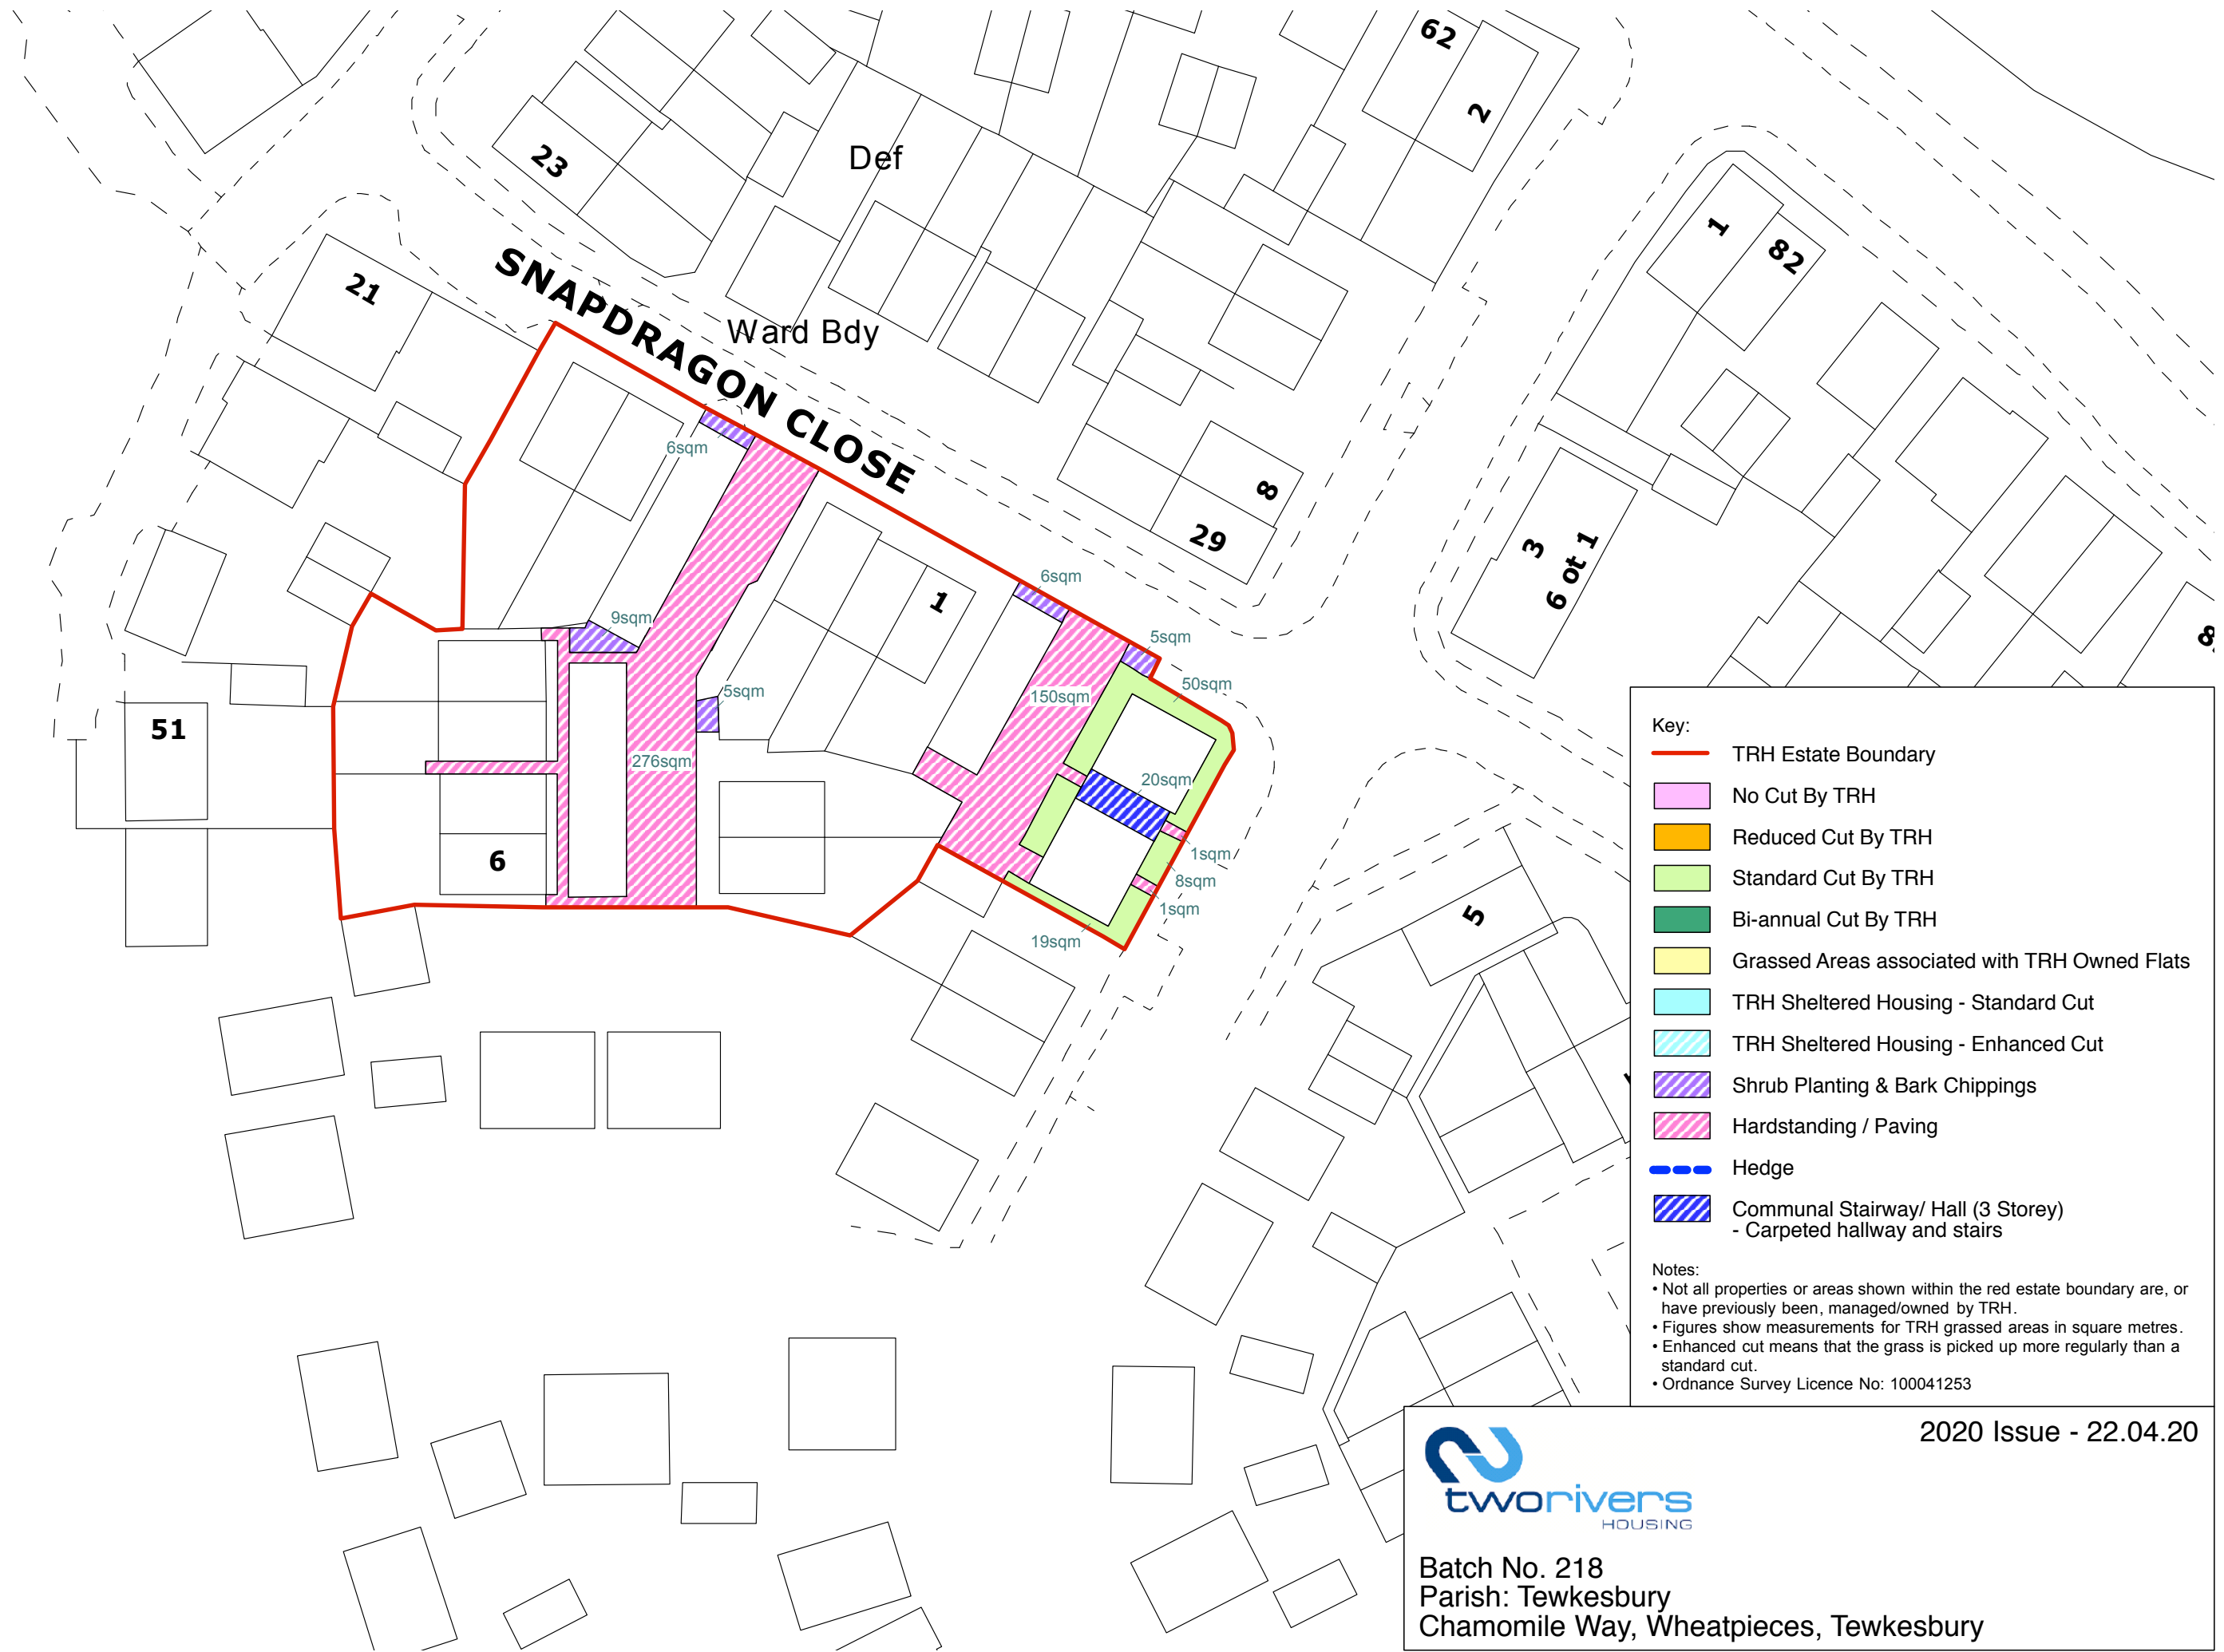 62
2
23
Def
1
82
21
SNAPDRAGON CLOSE
Ward Bdy
6sqm
8
29
3
6 ot 1
1
6sqm
9sqm
5sqm
50sqm
5sqm
150sqm
51
276sqm
20sqm
6
1sqm
8sqm
1sqm
19sqm
5
8
Key:
TRH Estate Boundary
No Cut By TRH
Reduced Cut By TRH
Standard Cut By TRH
Bi-annual Cut By TRH
Grassed Areas associated with TRH Owned Flats
TRH Sheltered Housing - Standard Cut
TRH Sheltered Housing - Enhanced Cut
Shrub Planting & Bark Chippings
Hardstanding / Paving
Hedge
Communal Stairway/ Hall (3 Storey)
- Carpeted hallway and stairs
Notes:
• Not all properties or areas shown within the red estate boundary are, or
have previously been, managed/owned by TRH.
• Figures show measurements for TRH grassed areas in square metres.
• Enhanced cut means that the grass is picked up more regularly than a
standard cut.
• Ordnance Survey Licence No: 100041253
2020 Issue - 22.04.20
tworivers
HOUSING
Batch No. 218
Parish: Tewkesbury
Chamomile Way, Wheatpieces, Tewkesbury